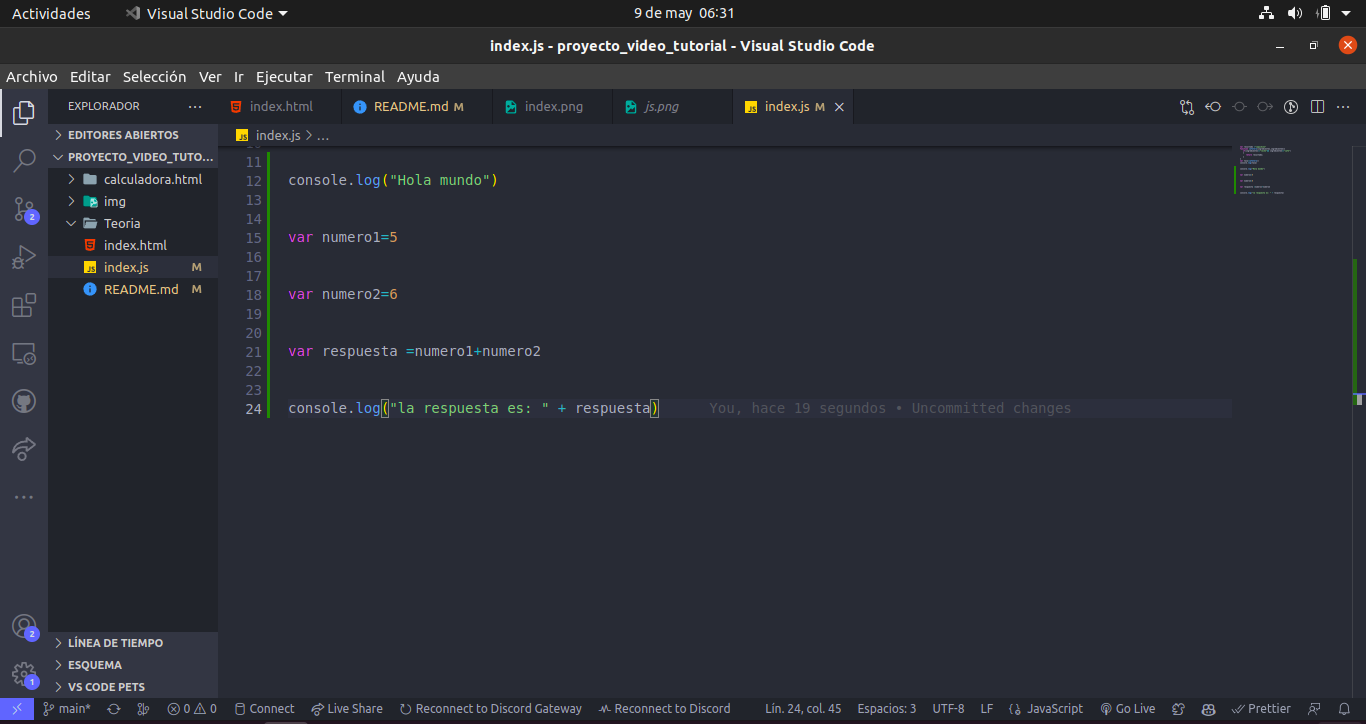 Actividades Visual Studio Code 9 de may 06:31
index.js - proyecto_video_tutorial - Visual Studio Code
Archivo Editar Selección Ver Ir Ejecutar Terminal Ayuda
EXPLORADOR ...
index.html README.md M index.png js.png index.js M
index.js > ...
EDITORES ABIERTOS
PROYECTO_VIDEO_TUTO...
calculadora.html
img
Teoria
index.html
index.js M
README.md M
LÍNEA DE TIEMPO
ESQUEMA
VS CODE PETS
2
2
1
11
12 console.log("Hola mundo")
13
14
15 var numero1=5
16
17
18 var numero2=6
19
20
21 var respuesta =numero1+numero2
22
23
24 console.log("la respuesta es: " + respuesta) You, hace 19 segundos • Uncommitted changes
main* 0 0 Connect Live Share Reconnect to Discord Gateway Reconnect to Discord Lín. 24, col. 45 Espacios: 3 UTF-8 LF JavaScript Go Live Prettier